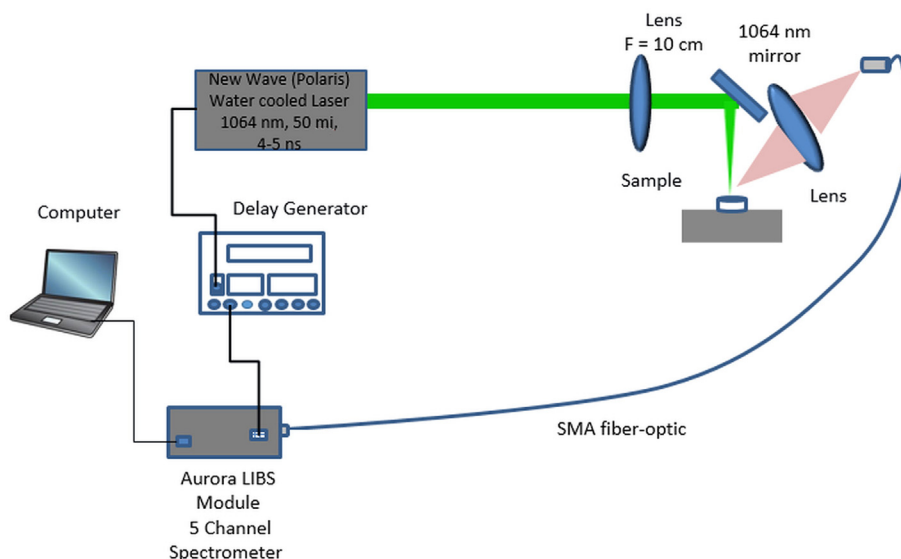 Lens
F = 10 cm
1064 nm
mirror
New Wave (Polaris)
Water cooled Laser
1064 nm, 50 mi,
4-5 ns
Sample
Lens
Computer
Delay Generator
SMA fiber-optic
Aurora LIBS
Module
5 Channel
Spectrometer